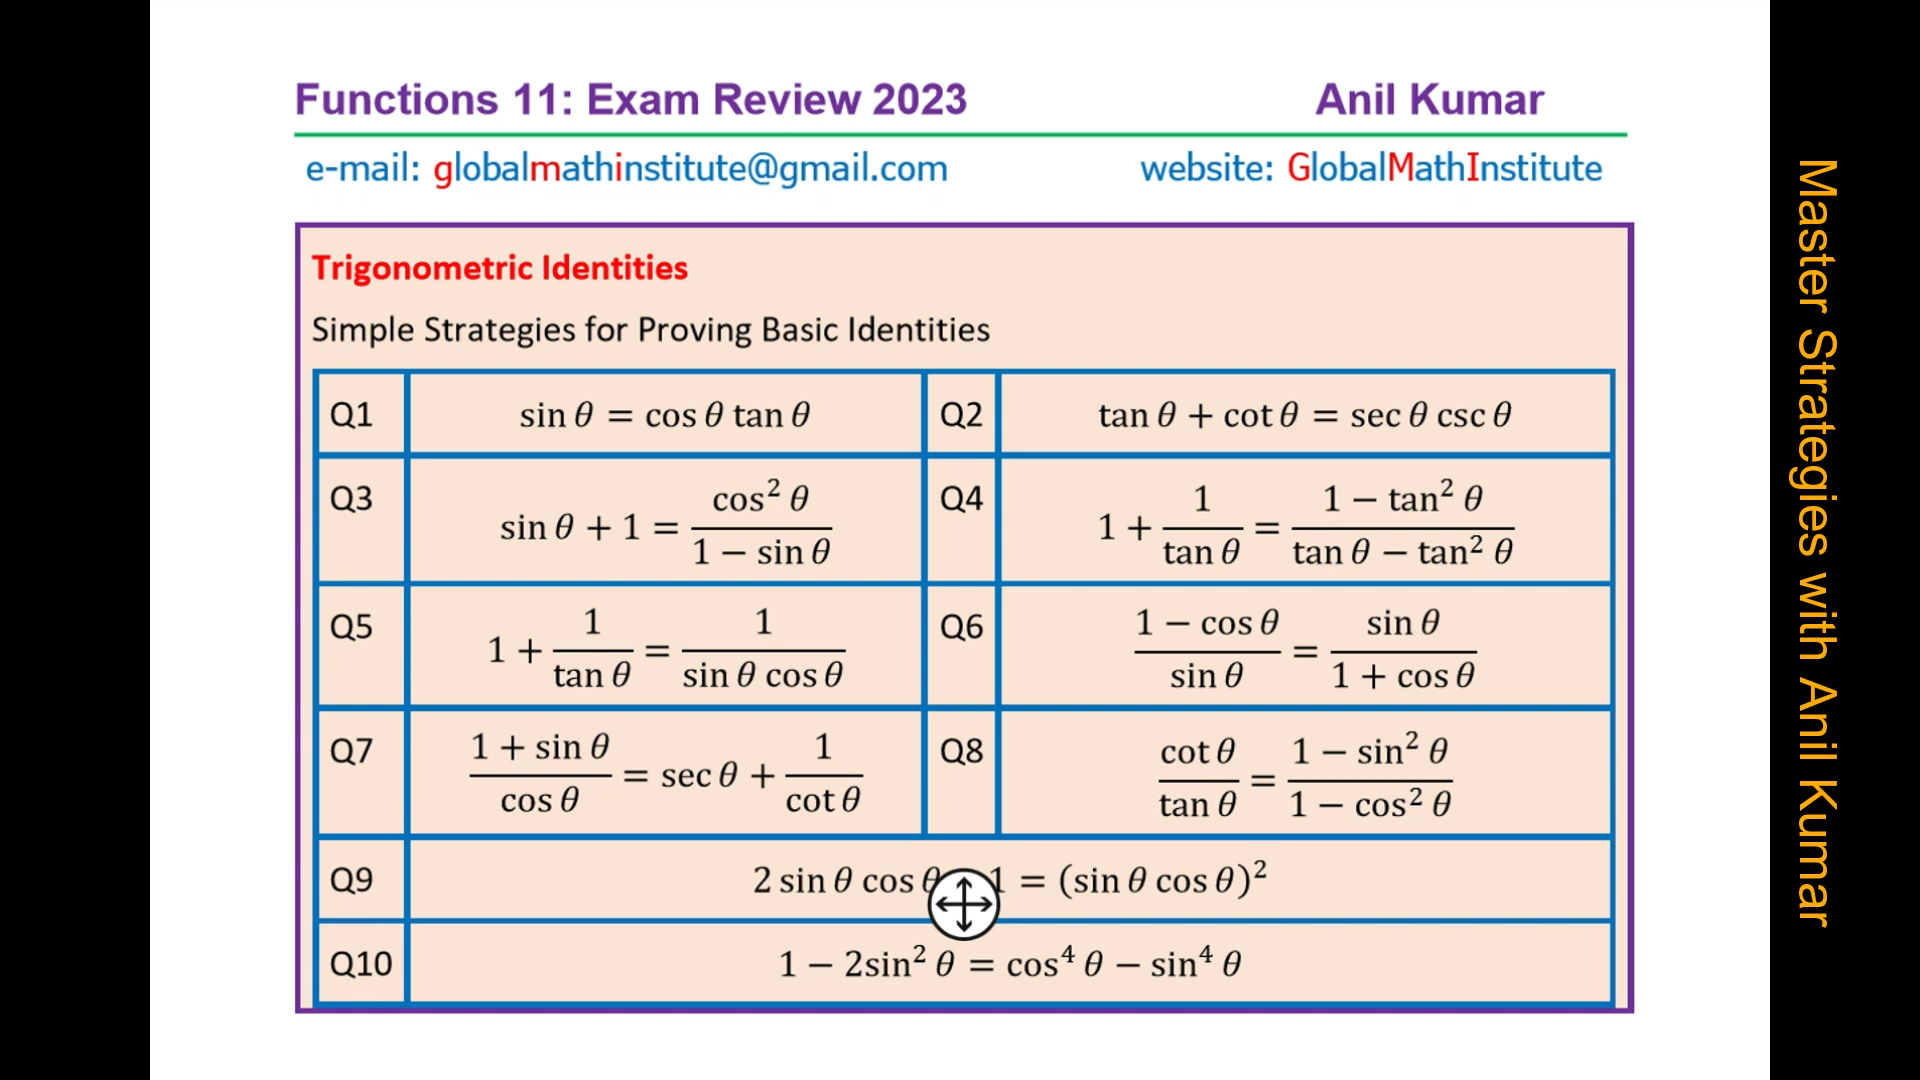 Functions 11: Exam Review 2023 Anil Kumar
e-mail: globalmathinstitute@gmail.com website: GlobalMathInstitute
Trigonometric Identities
Simple Strategies for Proving Basic Identities
Q1 sin θ = cos θ tan θ Q2 tan θ + cot θ = sec θ csc θ
Q3 sin θ + 1 = cos² θ / (1 − sin θ) Q4 1 + 1 / tan θ = (1 − tan² θ) / (tan θ − tan² θ)
Q5 1 + 1 / tan θ = 1 / (sin θ cos θ) Q6 (1 − cos θ) / sin θ = sin θ / (1 + cos θ)
Q7 (1 + sin θ) / cos θ = sec θ + 1 / cot θ Q8 cot θ / tan θ = (1 − sin² θ) / (1 − cos² θ)
Q9 2 sin θ cos θ 1 = (sin θ cos θ)²
Q10 1 − 2sin² θ = cos⁴ θ − sin⁴ θ
Master Strategies with Anil Kumar